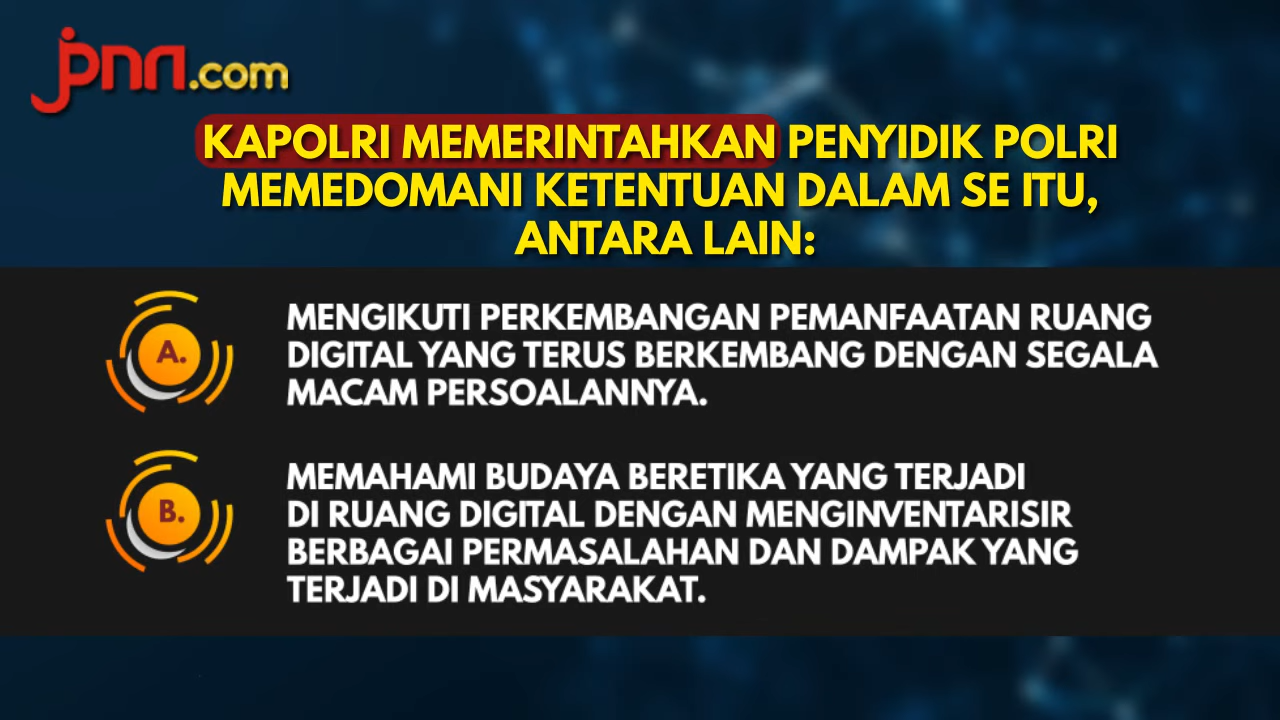 jpnn.com
KAPOLRI MEMERINTAHKAN PENYIDIK POLRI
MEMEDOMANI KETENTUAN DALAM SE ITU,
ANTARA LAIN:
A.
MENGIKUTI PERKEMBANGAN PEMANFAATAN RUANG
DIGITAL YANG TERUS BERKEMBANG DENGAN SEGALA
MACAM PERSOALANNYA.
B.
MEMAHAMI BUDAYA BERETIKA YANG TERJADI
DI RUANG DIGITAL DENGAN MENGINVENTARISIR
BERBAGAI PERMASALAHAN DAN DAMPAK YANG
TERJADI DI MASYARAKAT.